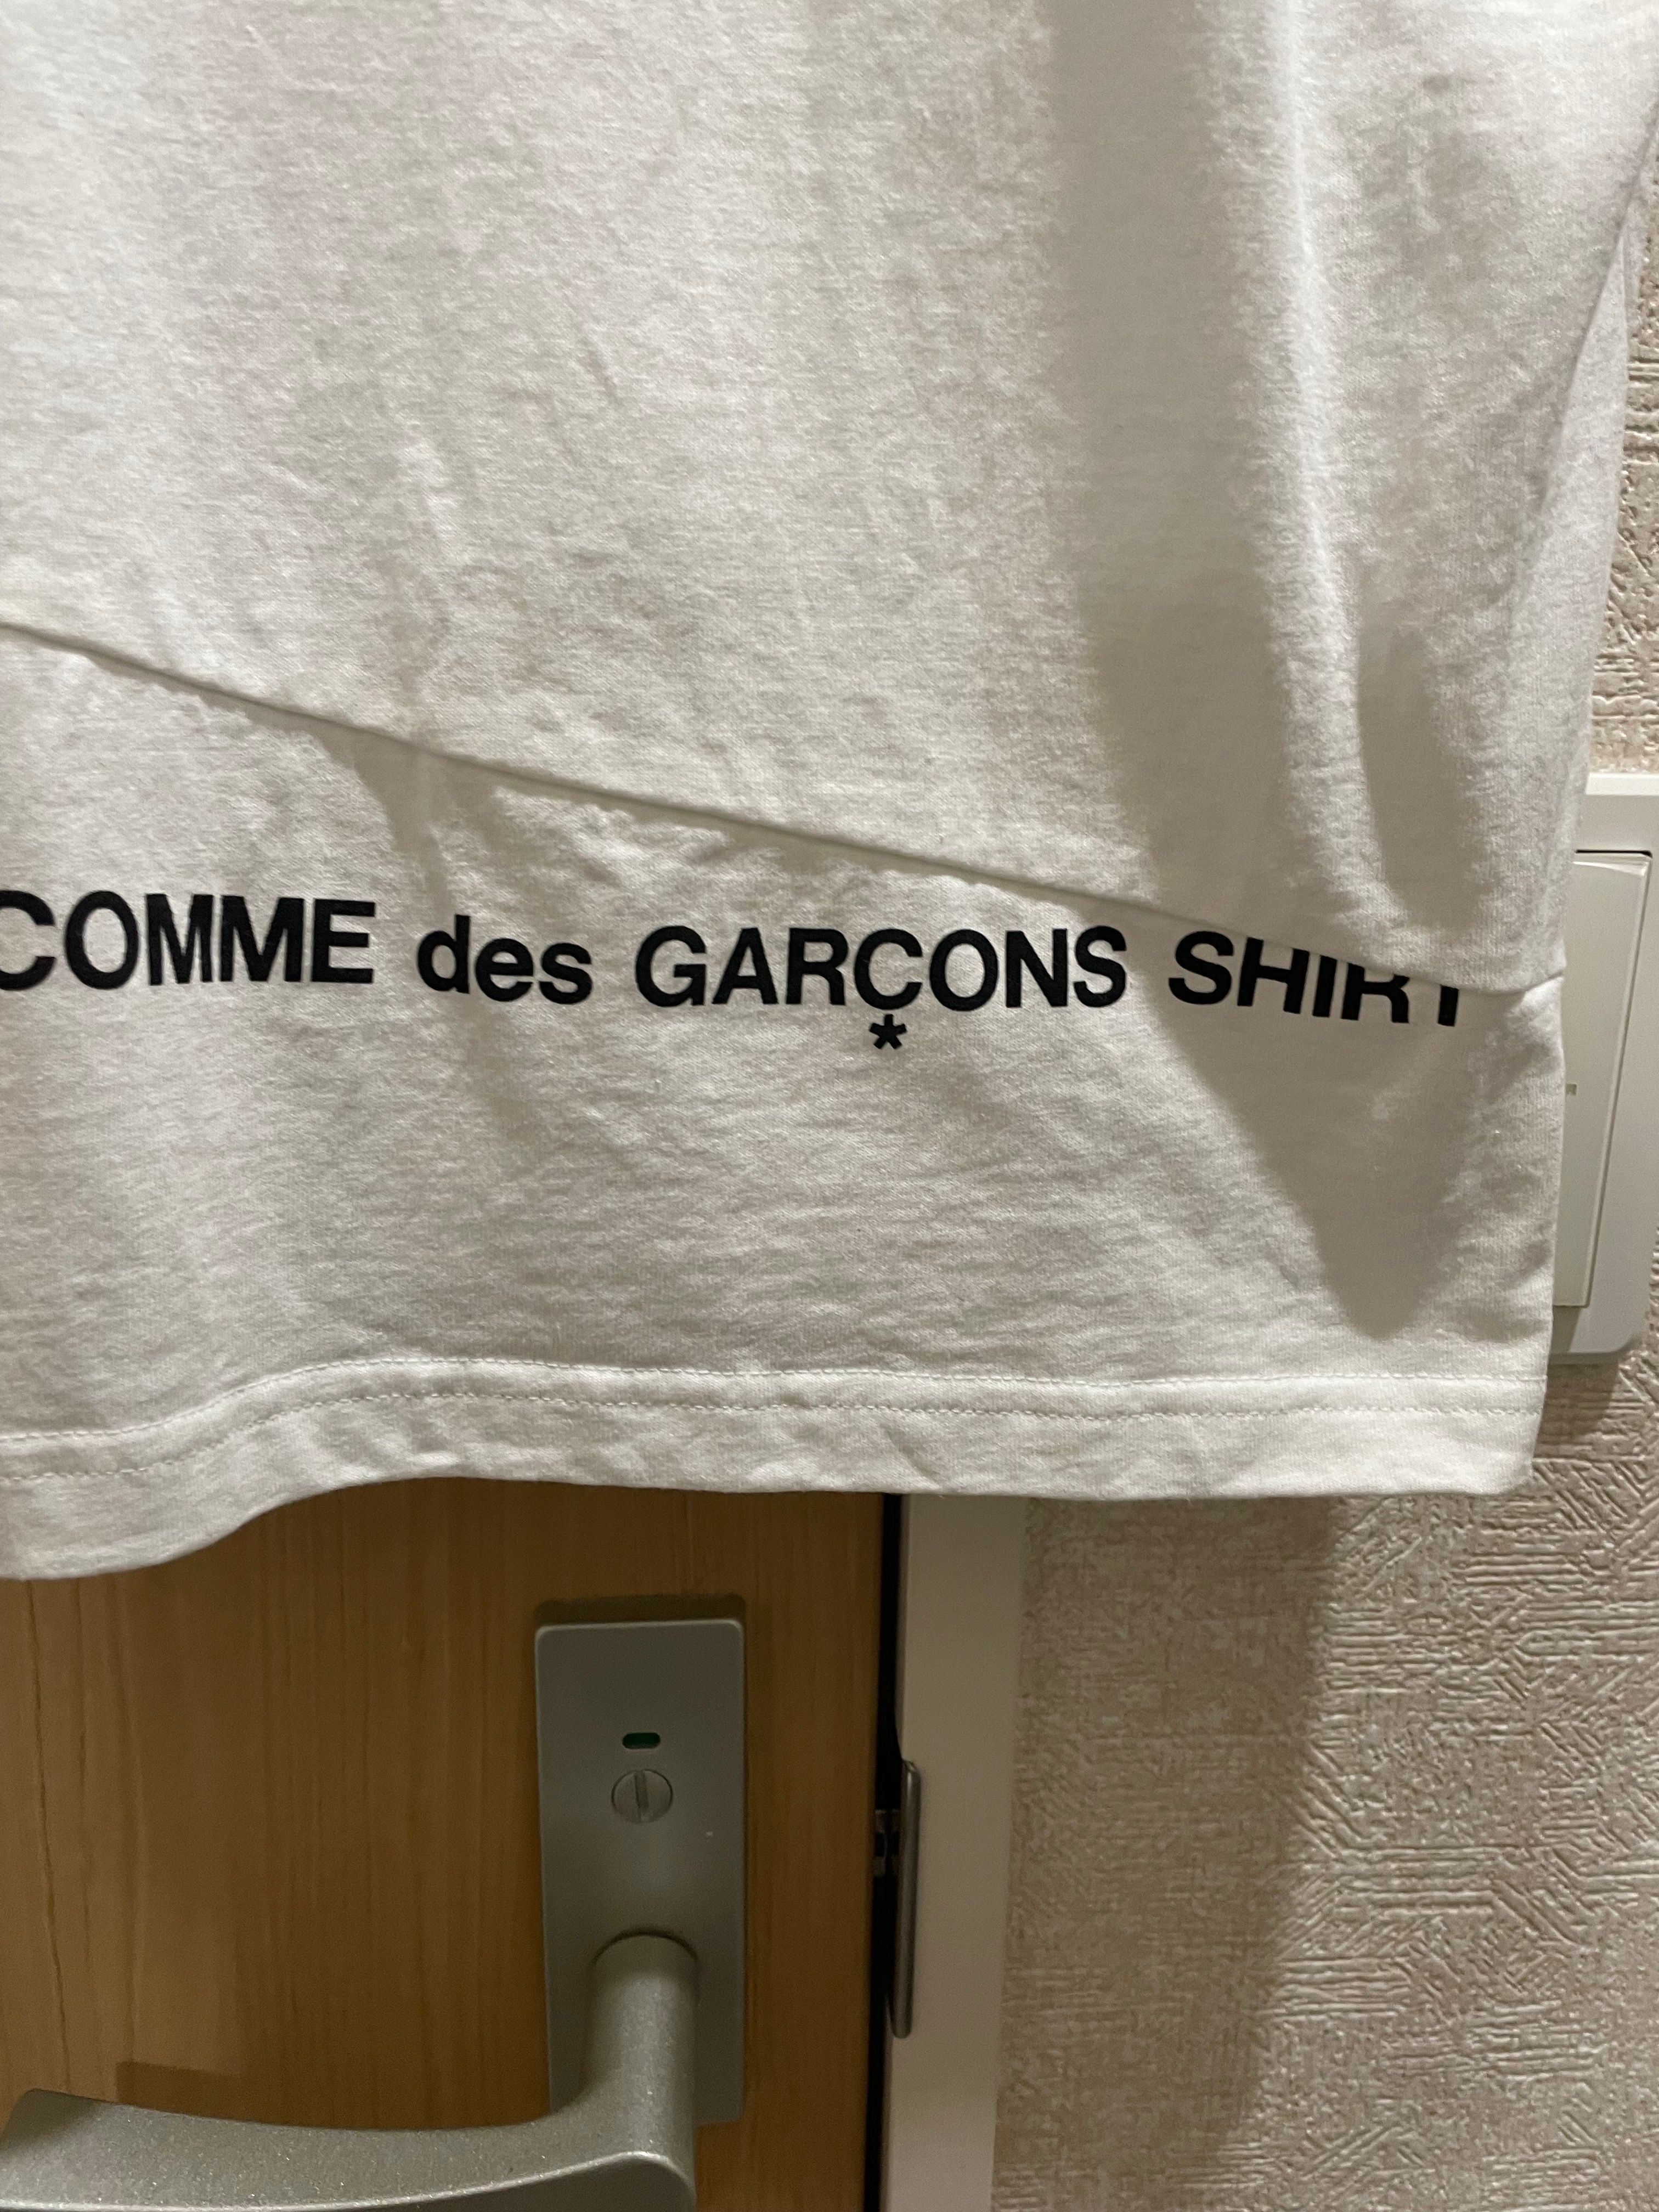 COMME des GARÇONS SHIRT
*